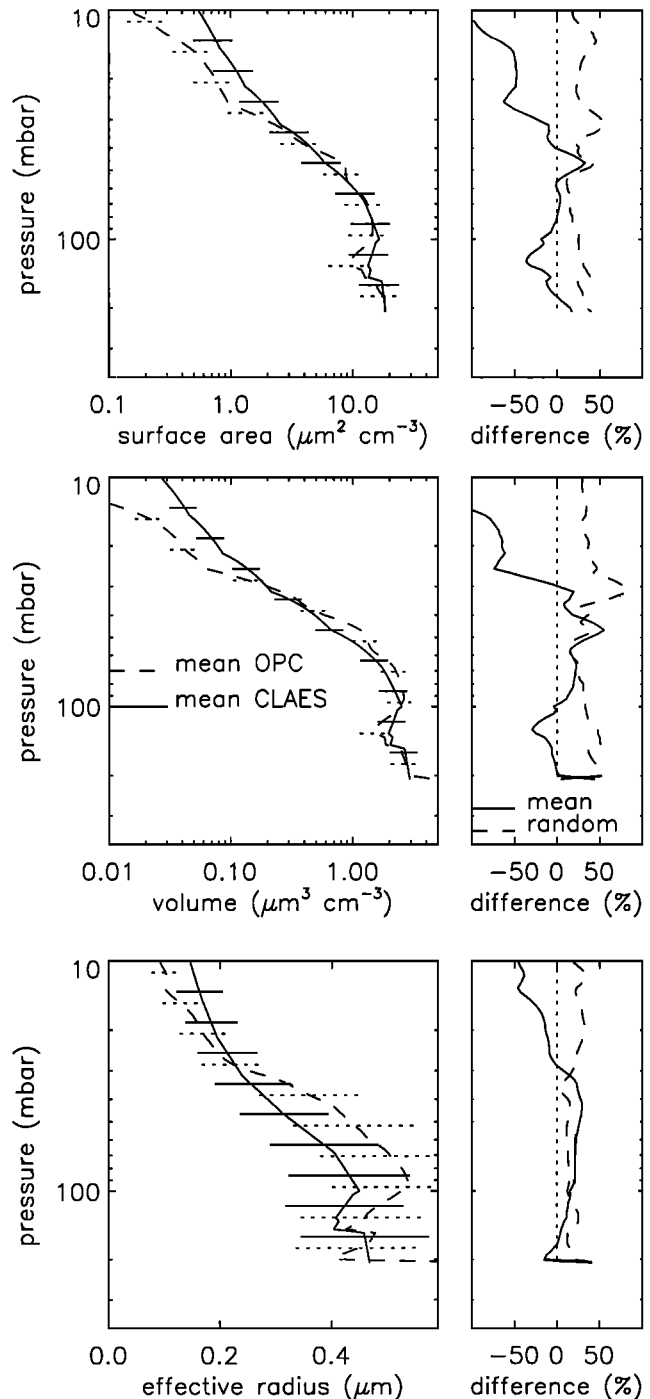 10
100
pressure (mbar)
0.1 1.0 10.0
surface area (μm² cm⁻³)
−50 0 50
difference (%)
10
100
pressure (mbar)
mean OPC
mean CLAES
0.01 0.10 1.00
volume (μm³ cm⁻³)
mean
random
−50 0 50
difference (%)
10
100
pressure (mbar)
0.0 0.2 0.4
effective radius (μm)
−50 0 50
difference (%)